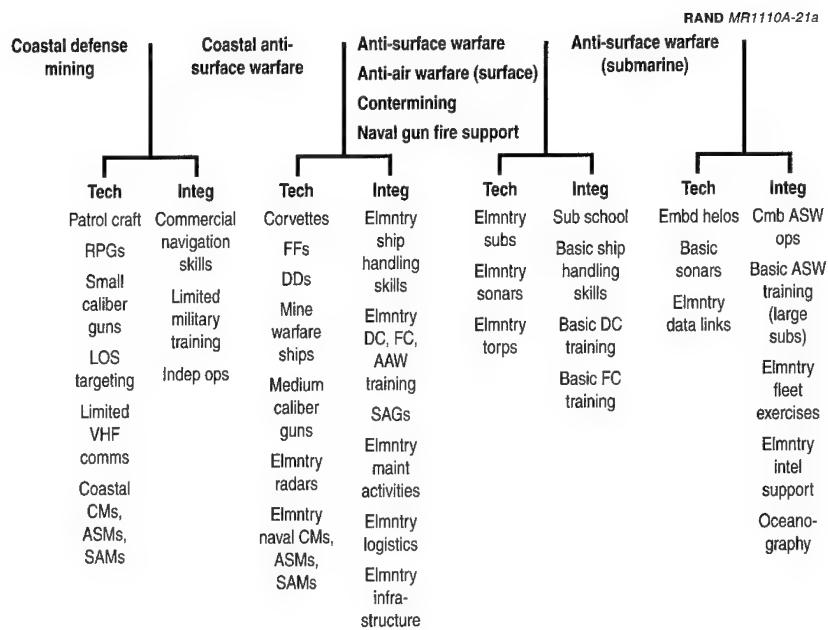 RAND MR1110A-21a
Coastal defense
mining
Coastal anti-
surface warfare
Anti-surface warfare
Anti-air warfare (surface)
Contermining
Naval gun fire support
Anti-surface warfare
(submarine)
Tech
Patrol craft
RPGs
Small
caliber
guns
LOS
targeting
Limited
VHF
comms
Coastal
CMs,
ASMs,
SAMs
Integ
Commercial
navigation
skills
Limited
military
training
Indep ops
Tech
Corvettes
FFs
DDs
Mine
warfare
ships
Medium
caliber
guns
Elmntry
radars
Elmntry
naval CMs,
ASMs,
SAMs
Integ
Elmntry
ship
handling
skills
Elmntry
DC, FC,
AAW
training
SAGs
Elmntry
maint
activities
Elmntry
logistics
Elmntry
infra-
structure
Tech
Elmntry
subs
Elmntry
sonars
Elmntry
torps
Integ
Sub school
Basic ship
handling
skills
Basic DC
training
Basic FC
training
Tech
Embd helos
Basic
sonars
Elmntry
data links
Integ
Cmb ASW
ops
Basic ASW
training
(large
subs)
Elmntry
fleet
exercises
Elmntry
intel
support
Oceano-
graphy